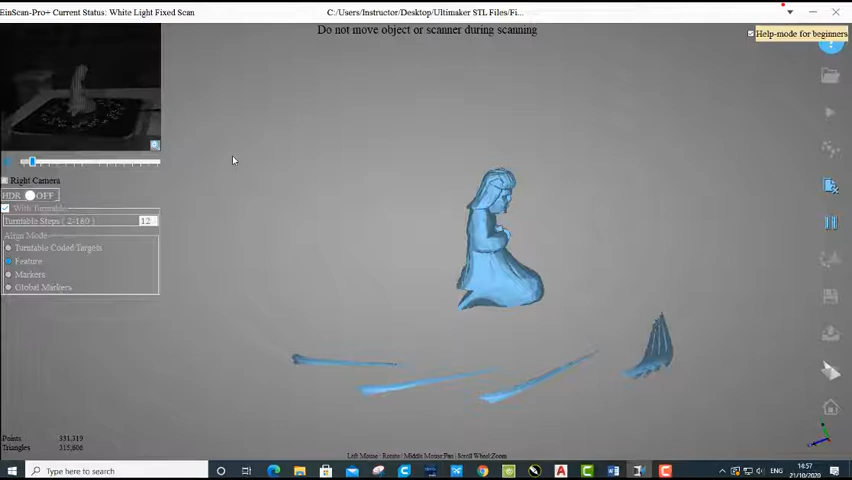 EinScan-Pro+ Current Status: White Light Fixed Scan
C:/Users/Instructor/Desktop/Ultimaker STL Files/Fi...
Do not move object or scanner during scanning
Help-mode for beginners
Right Camera
HDR OFF
With Turntable
Turntable Steps ( 2-180 ) 12
Align Mode
Turntable Coded Targets
Feature
Markers
Global Markers
Points 331,319
Triangles 315,606
Left Mouse : Rotate | Middle Mouse:Pan | Scroll Wheel:Zoom
Type here to search
ENG
14:57
21/10/2020